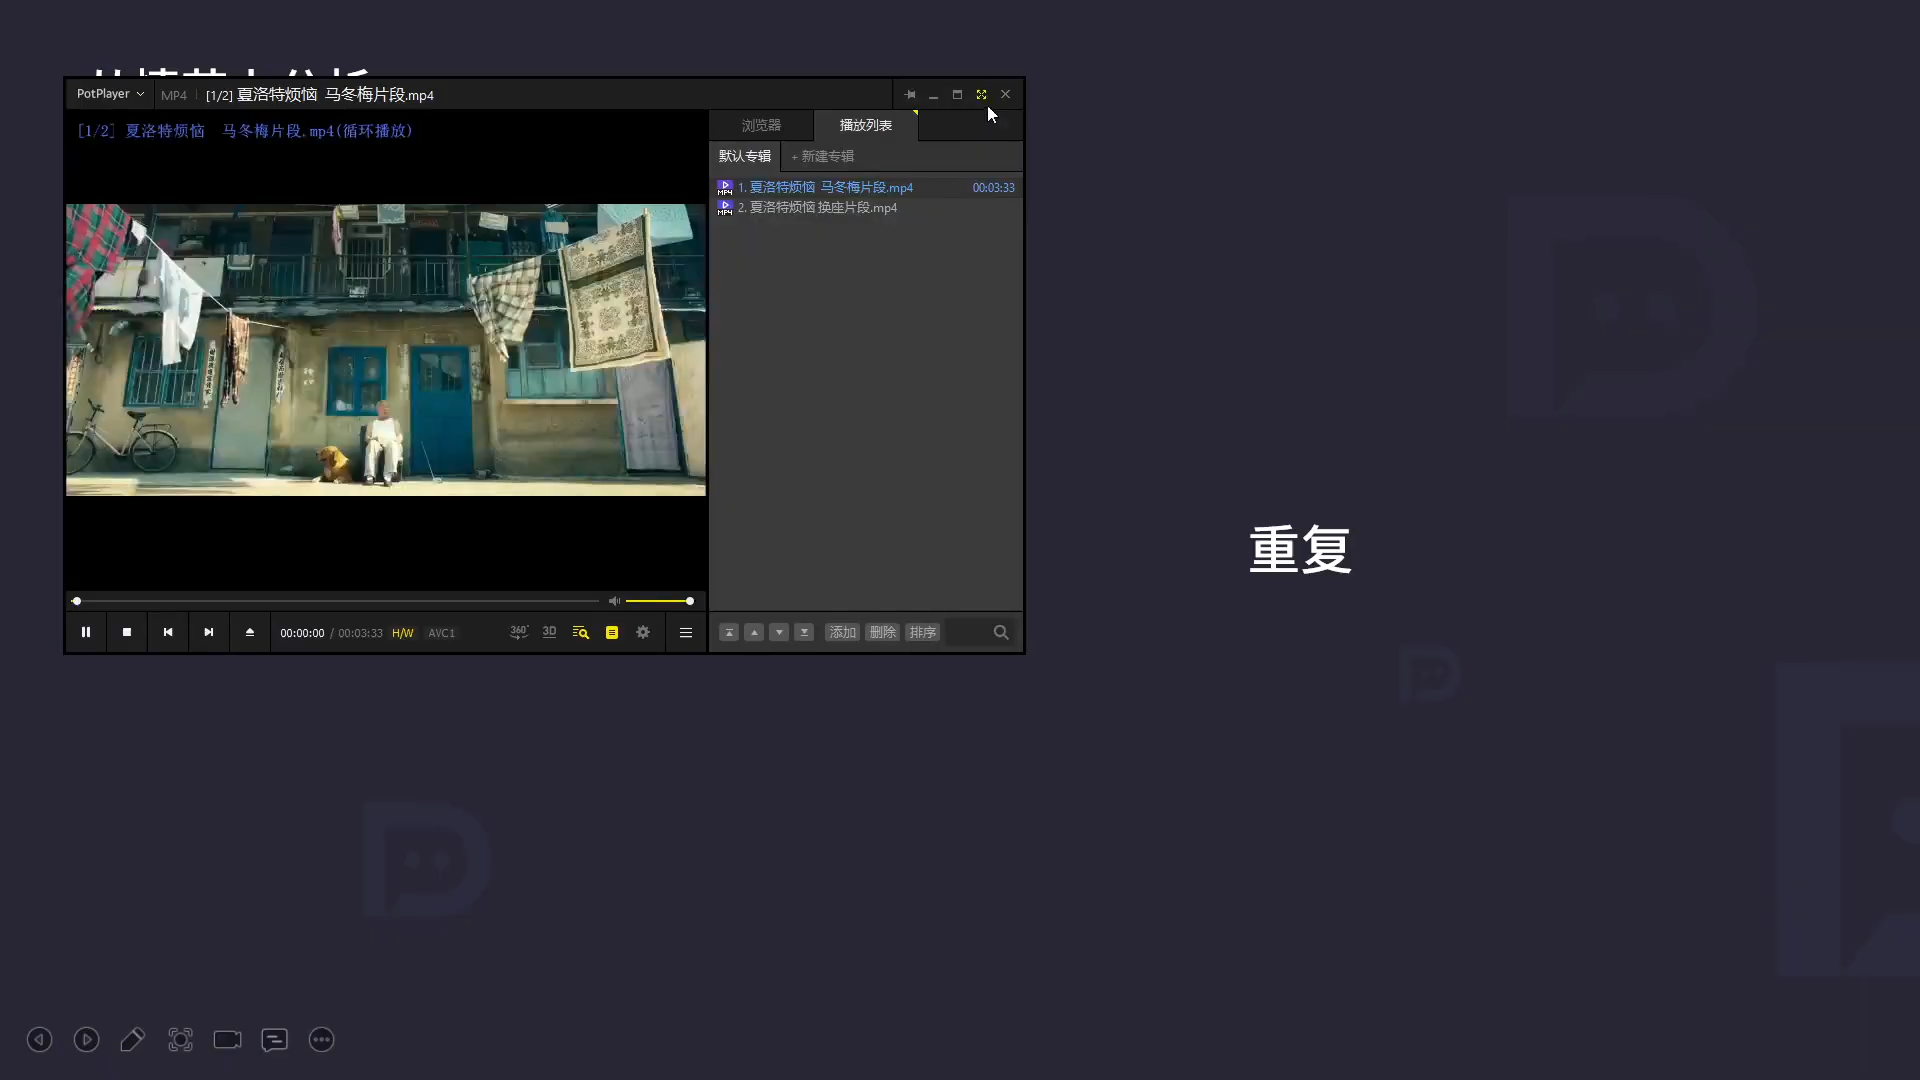 PotPlayer
MP4
[1/2] 夏洛特烦恼 马冬梅片段.mp4
[1/2] 夏洛特烦恼 马冬梅片段.mp4(循环播放)
浏览器
播放列表
默认专辑
+ 新建专辑
1. 夏洛特烦恼 马冬梅片段.mp4
00:03:33
2. 夏洛特烦恼 换座片段.mp4
重复
00:00:00 / 00:03:33
H/W
AVC1
360°
3D
添加
删除
排序